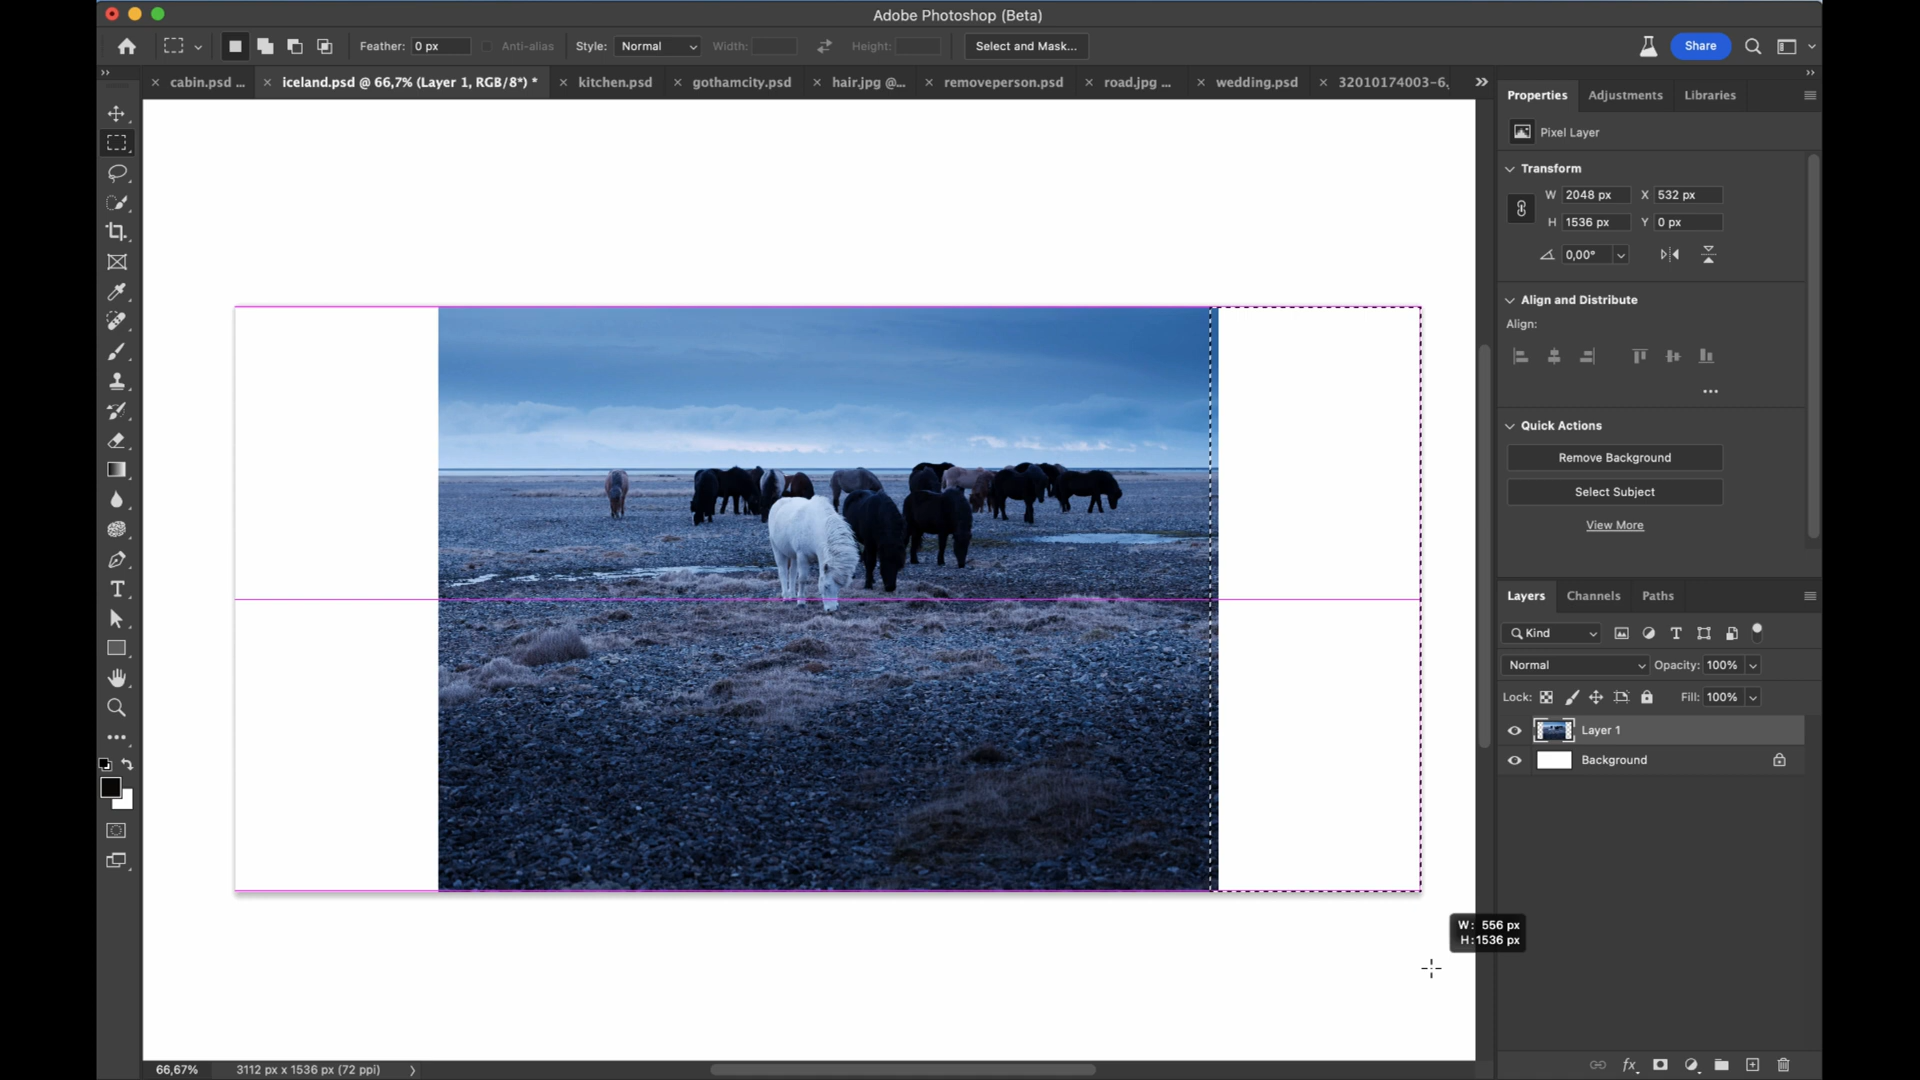 Adobe Photoshop (Beta)
Feather: 0 px Anti-alias Style: Normal Width: Height: Select and Mask... Share
cabin.psd ... iceland.psd @ 66,7% (Layer 1, RGB/8*) * kitchen.psd gothamcity.psd hair.jpg @... removeperson.psd road.jpg ... wedding.psd 32010174003-6,
Properties Adjustments Libraries
Pixel Layer
Transform
W 2048 px X 532 px
H 1536 px Y 0 px
0,00°
Align and Distribute
Align:
Quick Actions
Remove Background
Select Subject
View More
Layers Channels Paths
Kind
Normal Opacity: 100%
Lock: Fill: 100%
Layer 1
Background
W: 556 px
H:1536 px
66,67% 3112 px x 1536 px (72 ppi)